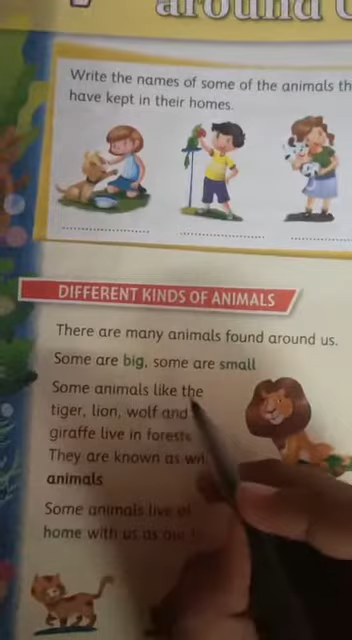 around
Write the names of some of the animals th
have kept in their homes.
DIFFERENT KINDS OF ANIMALS
There are many animals found around us.
Some are big, some are small
Some animals like the
tiger, lion, wolf and
giraffe live in forests
They are known as
animals
Some animals live
home with us as our